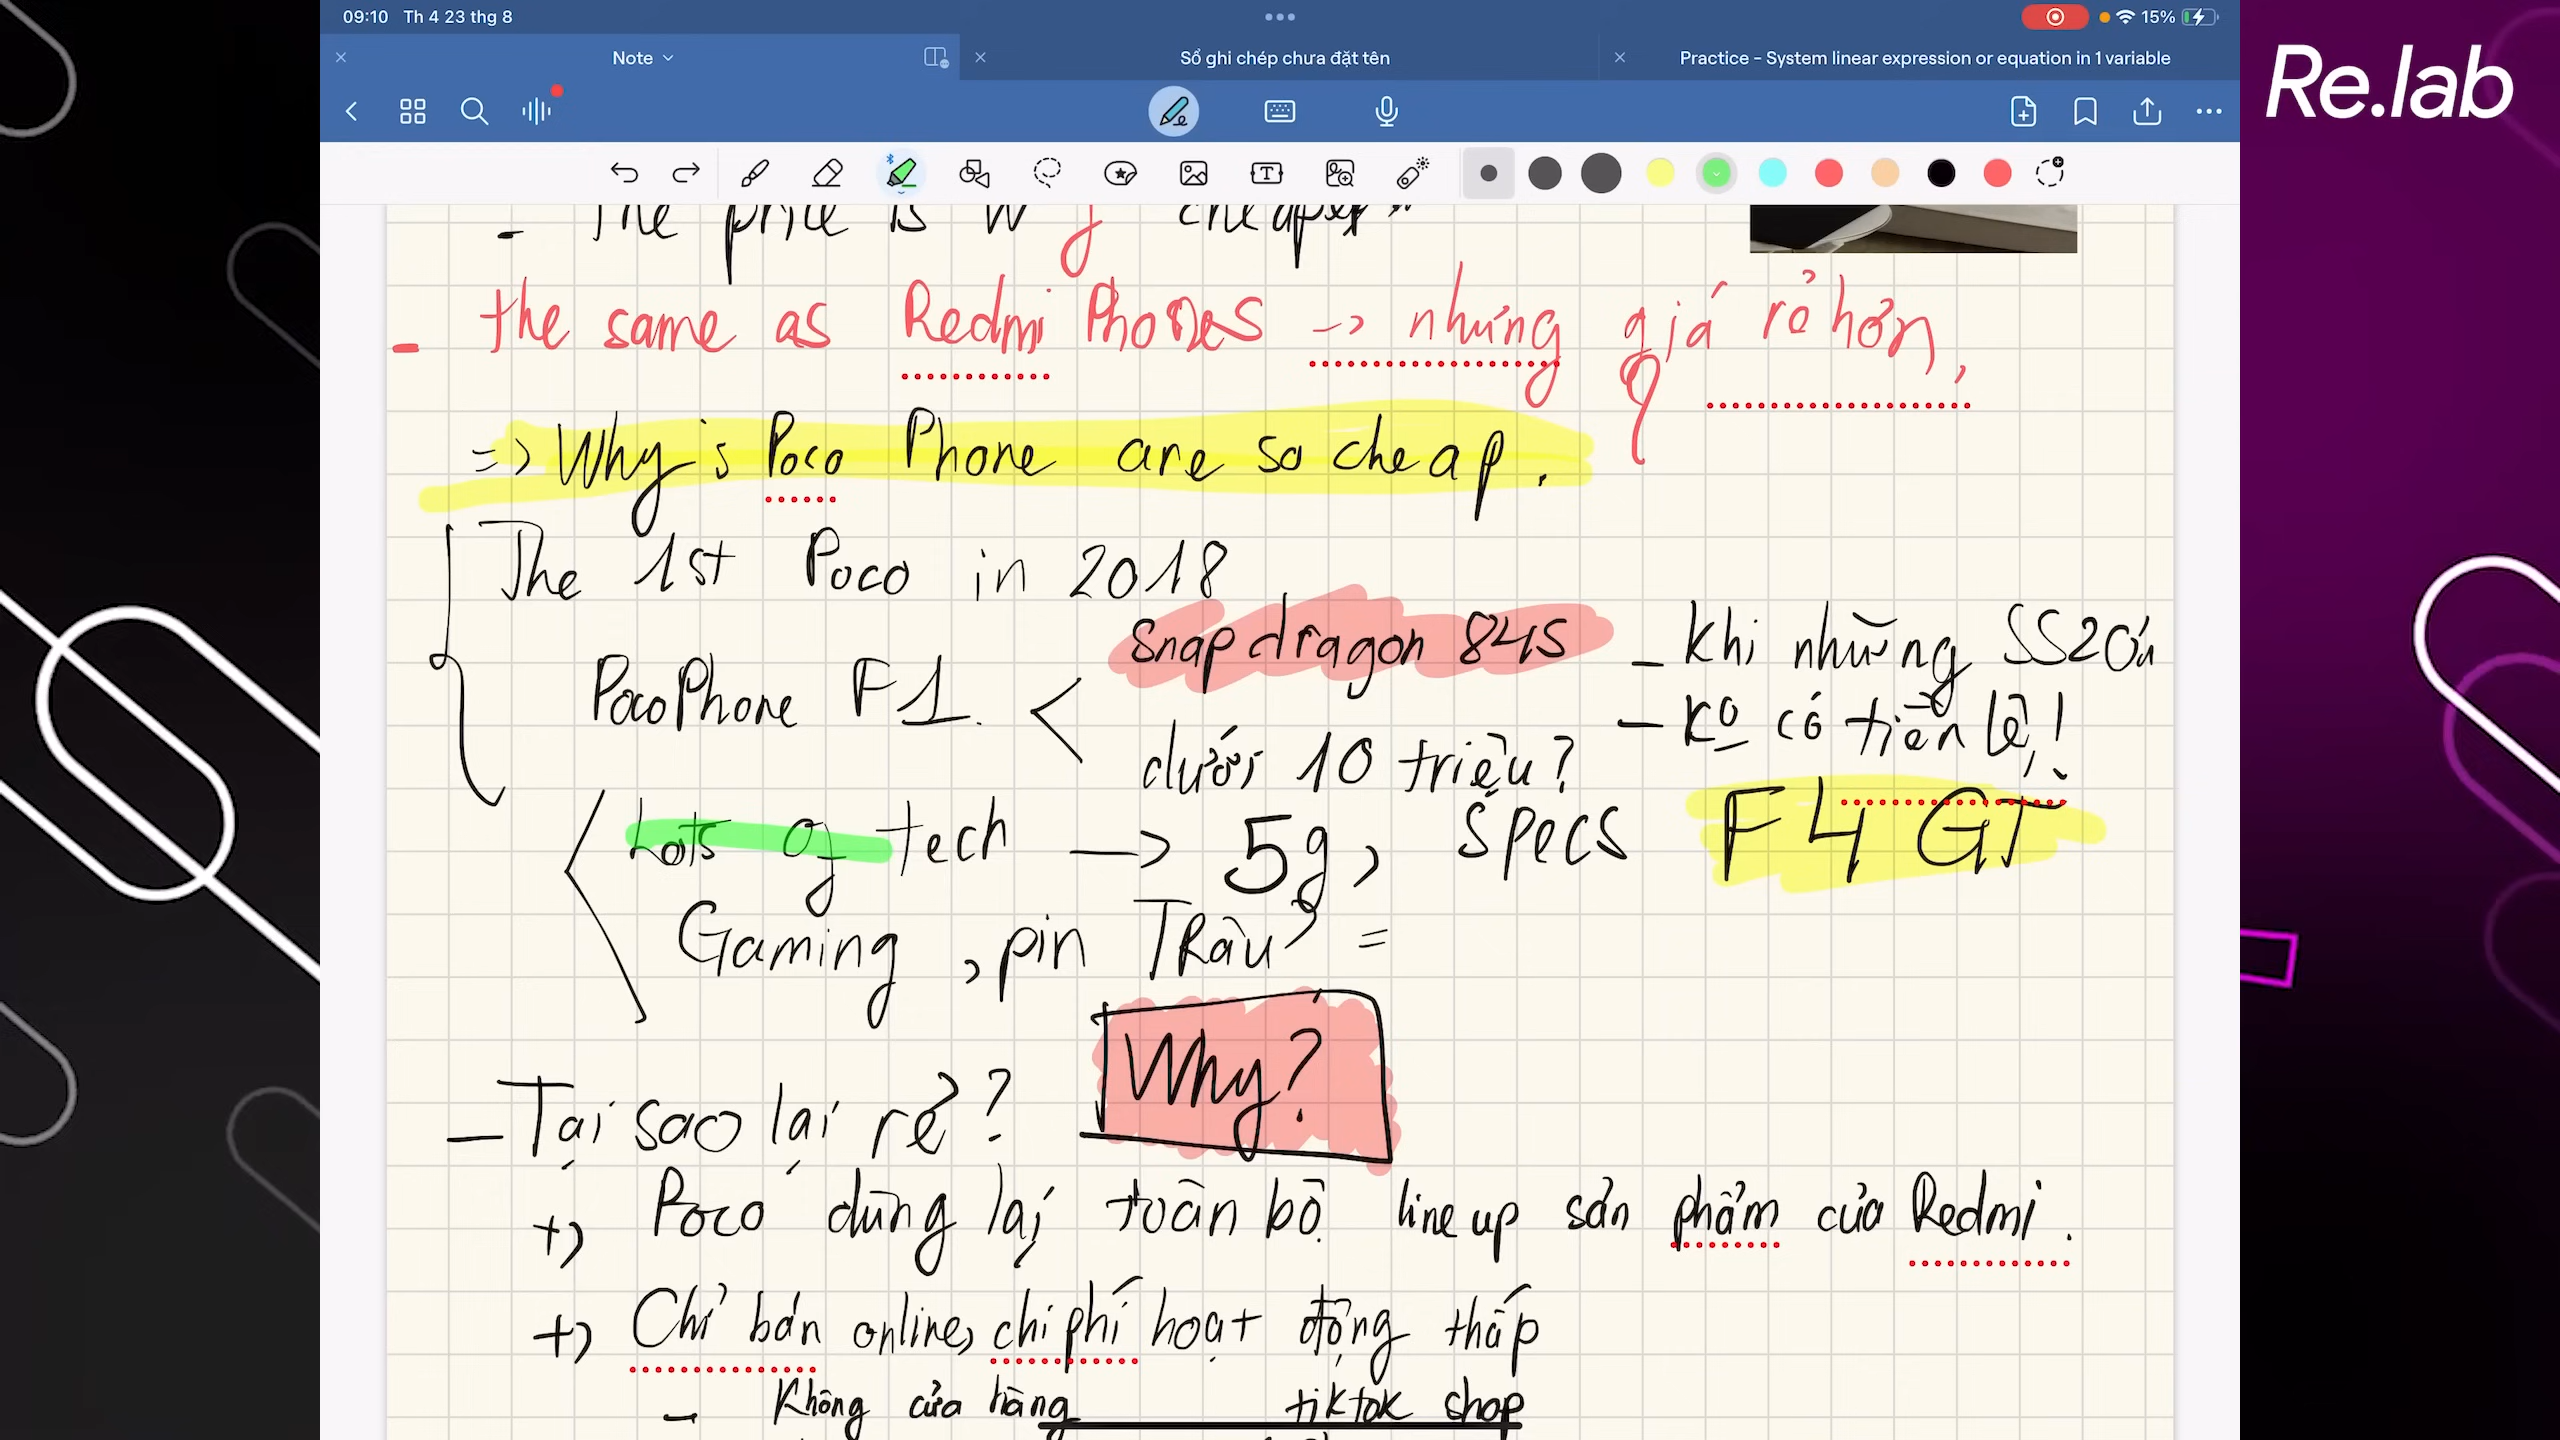 09:10 Th 4 23 thg 8
15%
Note
Sổ ghi chép chưa đặt tên
Practice - System linear expression or equation in 1 variable
Re.lab
T
- The price is cheaper
- the same as Redmi Phones -> nhưng giá rẻ hơn,
=> Why's Poco Phone are so cheap.
The 1st Poco in 2018
Snapdragon 845
PocoPhone F1. <
dưới 10 triệu?
- Khi những SS20
- Ko có tiền lệ!
Lots of tech -> 5g, Specs F4 GT
Gaming, pin TRâu =
- Tại sao lại rẻ? Why?
+) Poco dùng lại toàn bộ lineup sản phẩm của Redmi.
+) Chỉ bán online, chi phí hoạt động thấp
- Không cửa hàng tiktok shop